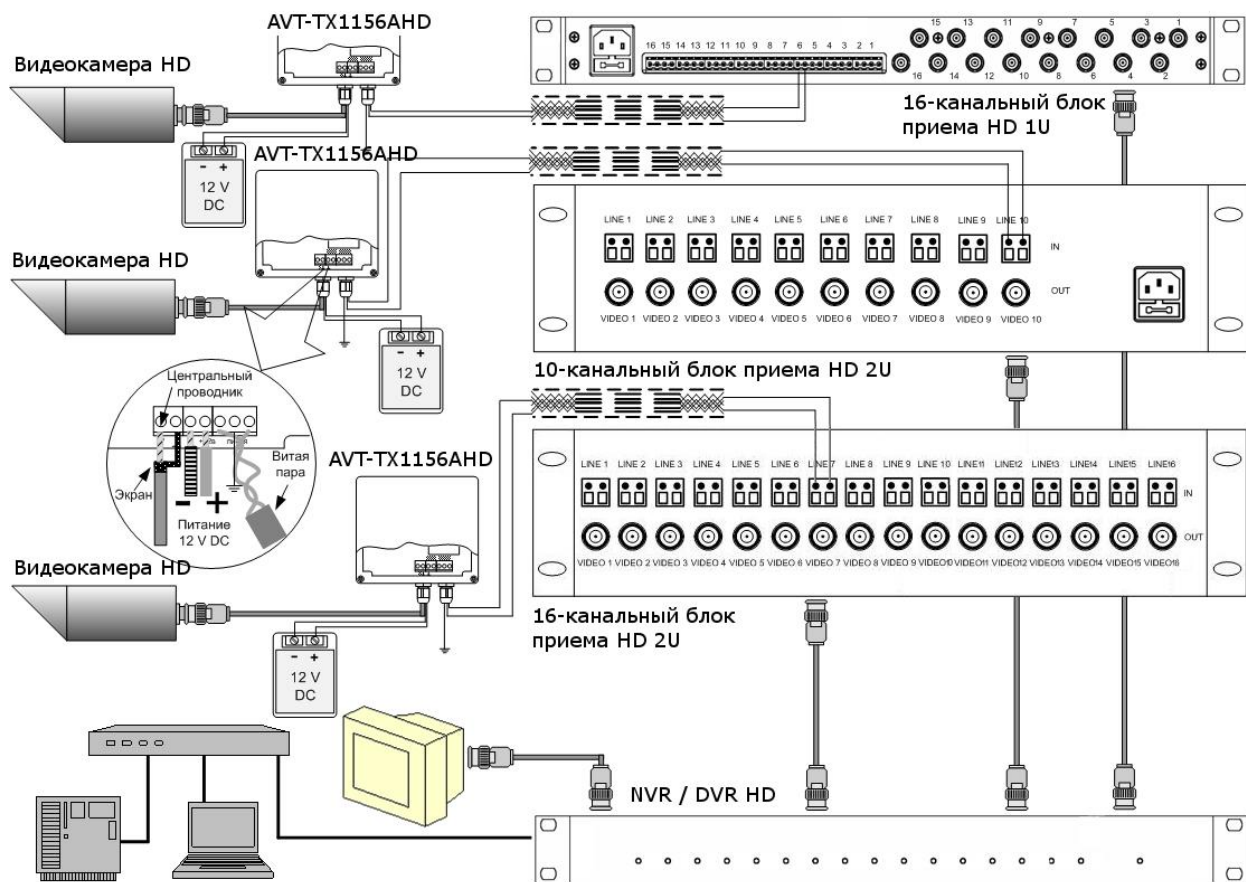 AVT-TX1156AHD
Видеокамера HD
- +
12 V
DC
15 13 11 9 7 5 3 1
16 15 14 13 12 11 10 9 8 7 6 5 4 3 2 1
16 14 12 10 8 6 4 2
16-канальный блок
приема HD 1U
AVT-TX1156AHD
Видеокамера HD
- +
12 V
DC
LINE 1 LINE 2 LINE 3 LINE 4 LINE 5 LINE 6 LINE 7 LINE 8 LINE 9 LINE 10
IN
OUT
VIDEO 1 VIDEO 2 VIDEO 3 VIDEO 4 VIDEO 5 VIDEO 6 VIDEO 7 VIDEO 8 VIDEO 9 VIDEO 10
10-канальный блок приема HD 2U
Центральный
проводник
Экран
Витая
пара
- +
Питание
12 V DC
AVT-TX1156AHD
Видеокамера HD
- +
12 V
DC
LINE 1 LINE 2 LINE 3 LINE 4 LINE 5 LINE 6 LINE 7 LINE 8 LINE 9 LINE 10 LINE11 LINE12 LINE13 LINE14 LINE15 LINE16
IN
OUT
VIDEO 1 VIDEO 2 VIDEO 3 VIDEO 4 VIDEO 5 VIDEO 6 VIDEO 7 VIDEO 8 VIDEO 9 VIDEO10 VIDEO11 VIDEO12 VIDEO13 VIDEO14 VIDEO15 VIDEO16
16-канальный блок
приема HD 2U
NVR / DVR HD